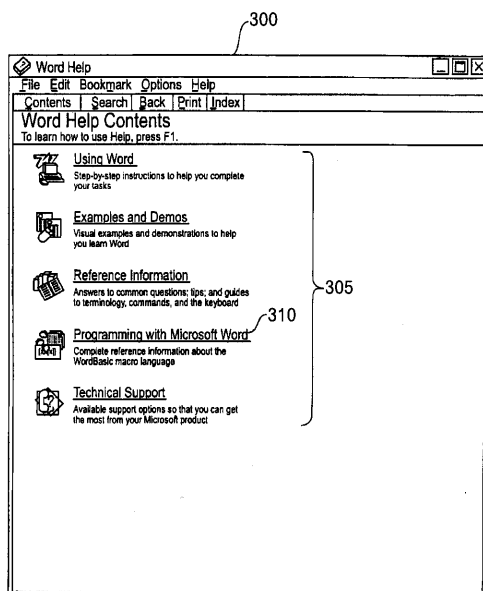 300
Word Help
File Edit Bookmark Options Help
Contents Search Back Print Index
Word Help Contents
To learn how to use Help, press F1.
Using Word
Step-by-step instructions to help you complete
your tasks
Examples and Demos
Visual examples and demonstrations to help
you learn Word
Reference Information
Answers to common questions; tips; and guides
to terminology, commands, and the keyboard
305
310
Programming with Microsoft Word
Complete reference information about the
WordBasic macro language
Technical Support
Available support options so that you can get
the most from your Microsoft product